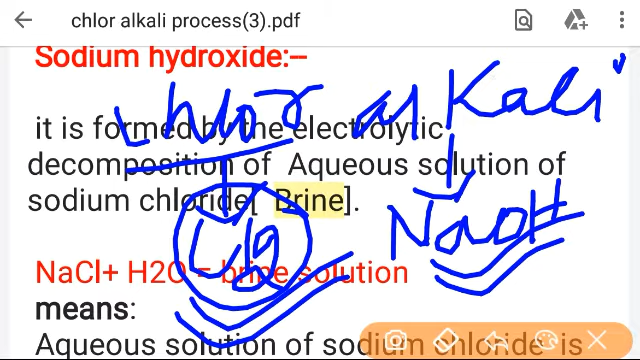 chlor alkali process(3).pdf
Sodium hydroxide:–
chlor alkali
it is formed by the electrolytic
decomposition of Aqueous solution of
sodium chloride[ Brine].
Cl2
NaOH
NaCl+ H2O = brine solution
means:
Aqueous solution of sodium chloride is